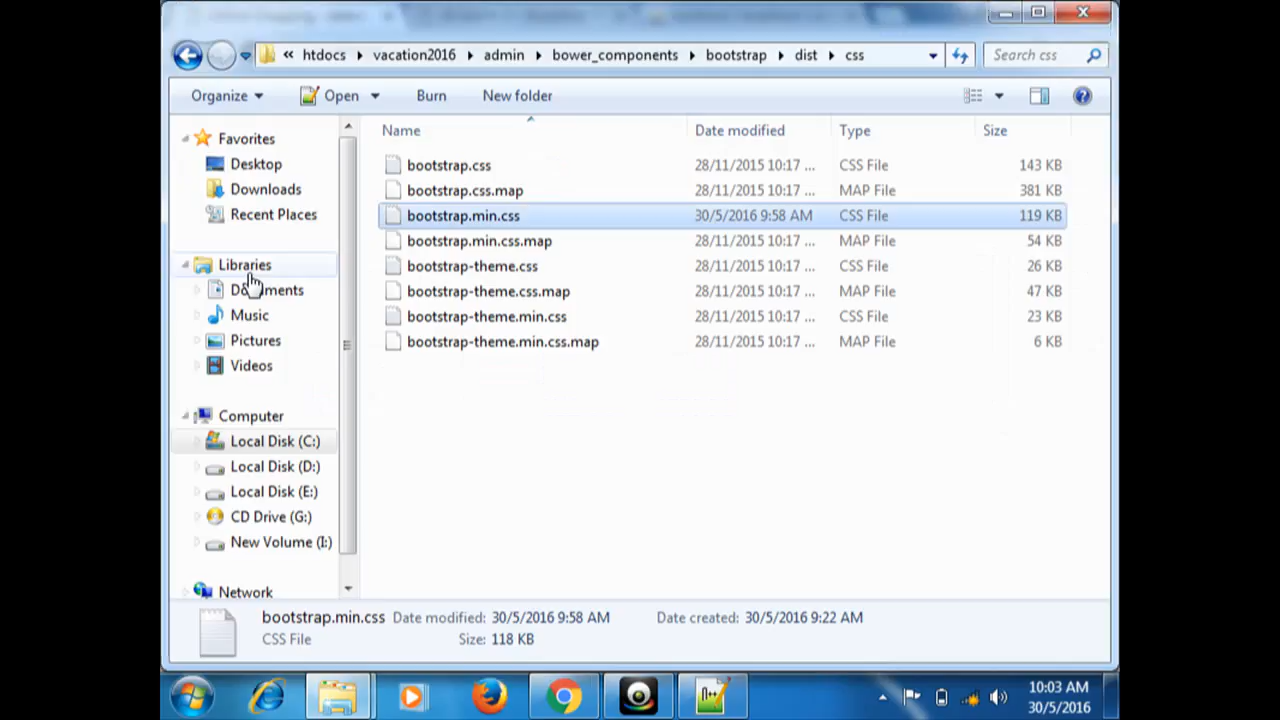 « htdocs vacation2016 admin bower_components bootstrap dist css Search css
Organize Open Burn New folder
Name Date modified Type Size
Favorites
Desktop
Downloads
Recent Places
Libraries
Documents
Music
Pictures
Videos
Computer
Local Disk (C:)
Local Disk (D:)
Local Disk (E:)
CD Drive (G:)
New Volume (I:)
Network
bootstrap.css 28/11/2015 10:17 ... CSS File 143 KB
bootstrap.css.map 28/11/2015 10:17 ... MAP File 381 KB
bootstrap.min.css 30/5/2016 9:58 AM CSS File 119 KB
bootstrap.min.css.map 28/11/2015 10:17 ... MAP File 54 KB
bootstrap-theme.css 28/11/2015 10:17 ... CSS File 26 KB
bootstrap-theme.css.map 28/11/2015 10:17 ... MAP File 47 KB
bootstrap-theme.min.css 28/11/2015 10:17 ... CSS File 23 KB
bootstrap-theme.min.css.map 28/11/2015 10:17 ... MAP File 6 KB
bootstrap.min.css Date modified: 30/5/2016 9:58 AM Date created: 30/5/2016 9:22 AM
CSS File Size: 118 KB
10:03 AM
30/5/2016